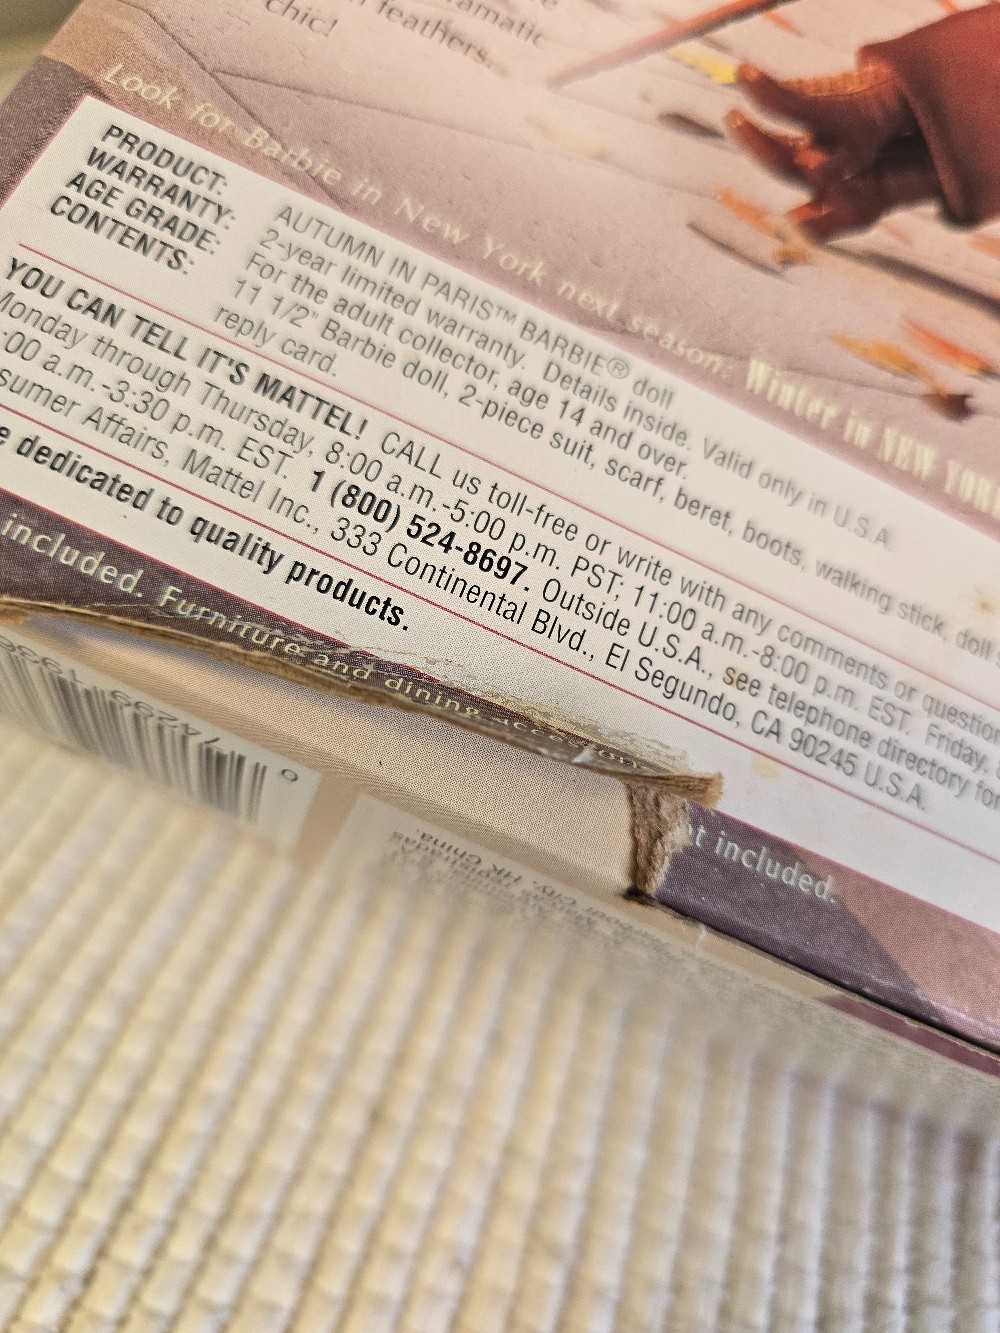 chic!
feathers.
Look for Barbie in New York next season. Winter in NEW YORK
PRODUCT: AUTUMN IN PARIS™ BARBIE® doll
WARRANTY: 2-year limited warranty. Details inside. Valid only in U.S.A.
AGE GRADE: For the adult collector, age 14 and over.
CONTENTS: 11 1/2" Barbie doll, 2-piece suit, scarf, beret, boots, walking stick, doll
reply card.
YOU CAN TELL IT'S MATTEL! CALL us toll-free or write with any comments or question
Monday through Thursday, 8:00 a.m.-5:00 p.m. PST; 11:00 a.m.-8:00 p.m. EST. Friday,
:00 a.m.-3:30 p.m. EST. 1 (800) 524-8697. Outside U.S.A., see telephone directory for
sumer Affairs, Mattel Inc., 333 Continental Blvd., El Segundo, CA 90245 U.S.A.
e dedicated to quality products.
included. Furniture and dining accessori
t included.
0
HK China.